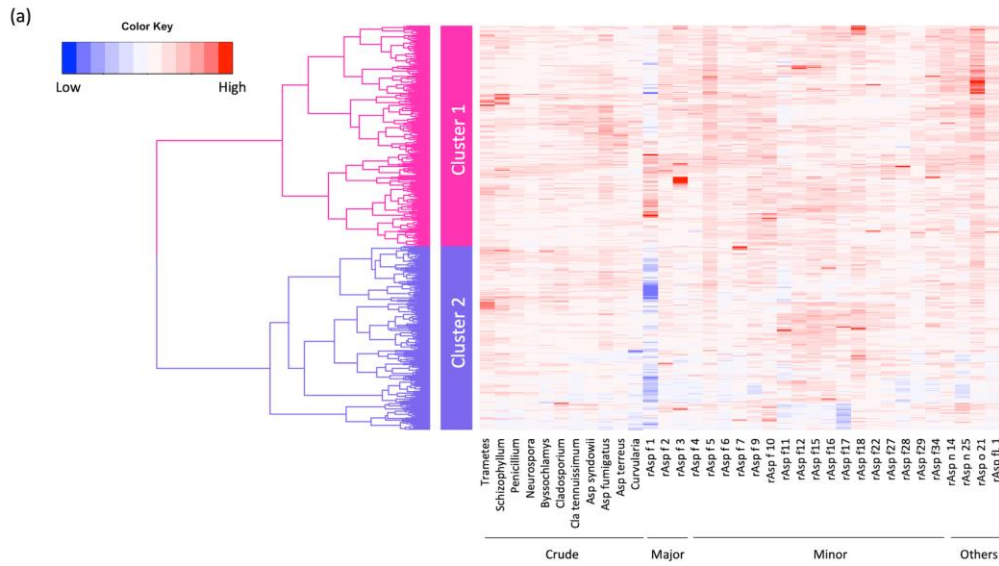 (a)
Color Key
Low High
Cluster 1
Cluster 2
Trametes
Schizophyllum
Penicillium
Neurospora
Byssochlamys
Cladosporium
Cla tennuissimum
Asp syndowii
Asp fumigatus
Asp terreus
Curvularia
rAsp f 1
rAsp f 2
rAsp f 3
rAsp f 4
rAsp f 5
rAsp f 6
rAsp f 7
rAsp f 9
rAsp f 10
rAsp f11
rAsp f12
rAsp f15
rAsp f16
rAsp f17
rAsp f18
rAsp f22
rAsp f27
rAsp f28
rAsp f29
rAsp f34
rAsp n 14
rAsp n 25
rAsp o 21
rAsp fl 1
Crude Major Minor Others